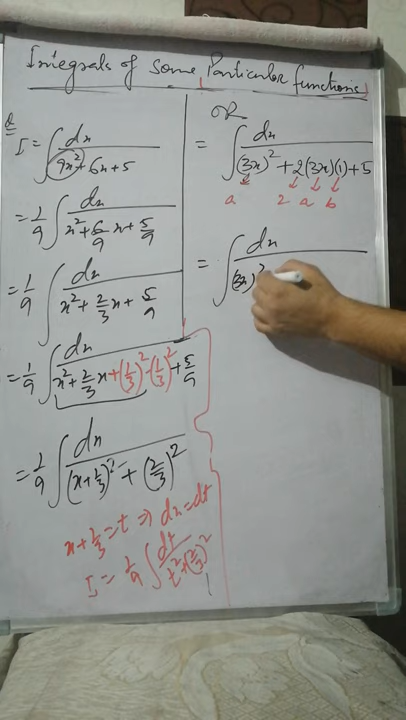 Integrals of Some Particular functions
Q I = ∫ dx / (9x² + 6x + 5)
= 1/9 ∫ dx / (x² + 6/9 x + 5/9)
= 1/9 ∫ dx / (x² + 2/3 x + 5/9)
= 1/9 ∫ dx / (x² + 2/3 x + (1/3)² - (1/3)² + 5/9)
= 1/9 ∫ dx / ((x + 1/3)² + (2/3)²)
x + 1/3 = t ⇒ dx = dt
I = 1/9 ∫ dt / (t² + (2/3)²)
OR
= ∫ dx / ((3x)² + 2(3x)(1) + 5)
a 2 a b
= ∫ dx / (3x)²